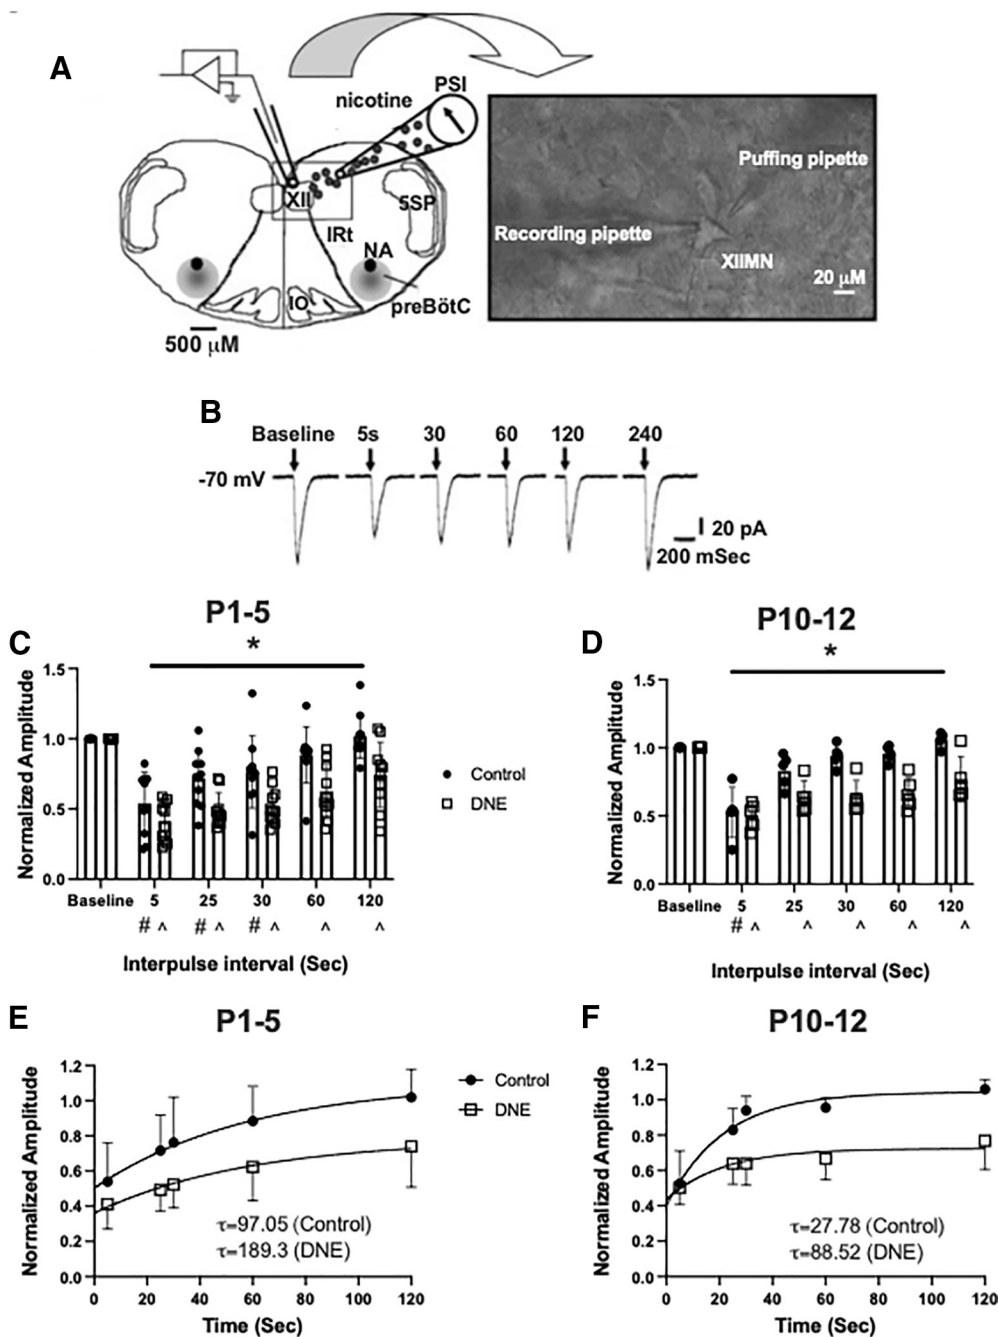 A
nicotine
PSI
XII
5SP
IRt
NA
IO
preBötC
500 μM
Puffing pipette
Recording pipette
XIIMN
20 μM
B
Baseline 5s 30 60 120 240
-70 mV
20 pA
200 mSec
P1-5
C
*
Normalized Amplitude
1.5
1.0
0.5
0.0
Baseline 5 25 30 60 120
# ^ # ^ # ^ ^ ^
Interpulse interval (Sec)
Control
DNE
P10-12
D
*
Normalized Amplitude
1.5
1.0
0.5
0.0
Baseline 5 25 30 60 120
# ^ ^ ^ ^ ^
Interpulse interval (Sec)
E
P1-5
Normalized Amplitude
1.2
1.0
0.8
0.6
0.4
0.2
0.0
τ=97.05 (Control)
τ=189.3 (DNE)
0 20 40 60 80 100 120
Time (Sec)
Control
DNE
F
P10-12
Normalized Amplitude
1.2
1.0
0.8
0.6
0.4
0.2
0.0
τ=27.78 (Control)
τ=88.52 (DNE)
0 20 40 60 80 100 120
Time (Sec)